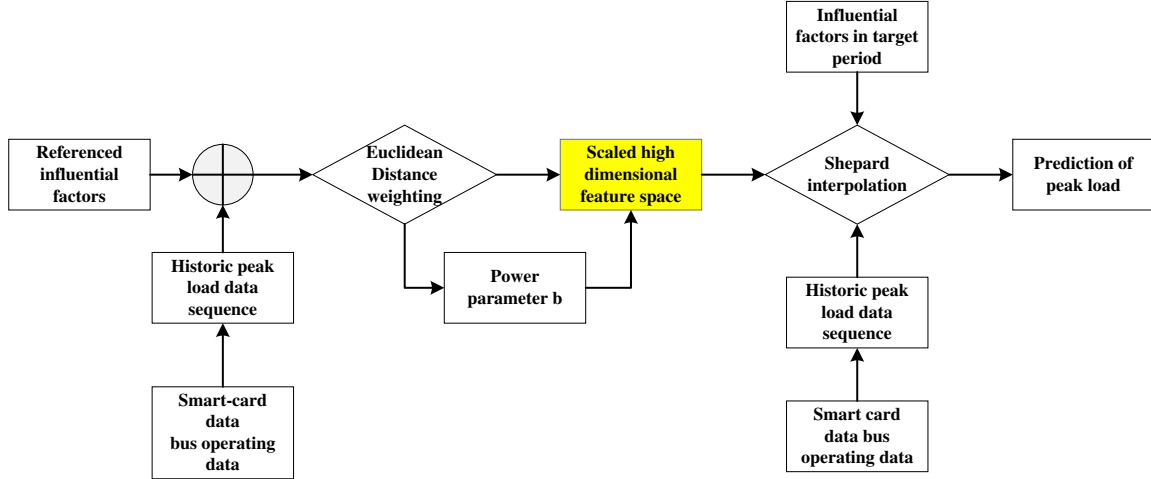 Influential
factors in target
period
Referenced
influential
factors
Euclidean
Distance
weighting
Scaled high
dimensional
feature space
Shepard
interpolation
Prediction of
peak load
Historic peak
load data
sequence
Power
parameter b
Historic peak
load data
sequence
Smart-card
data
bus operating
data
Smart card
data bus
operating data